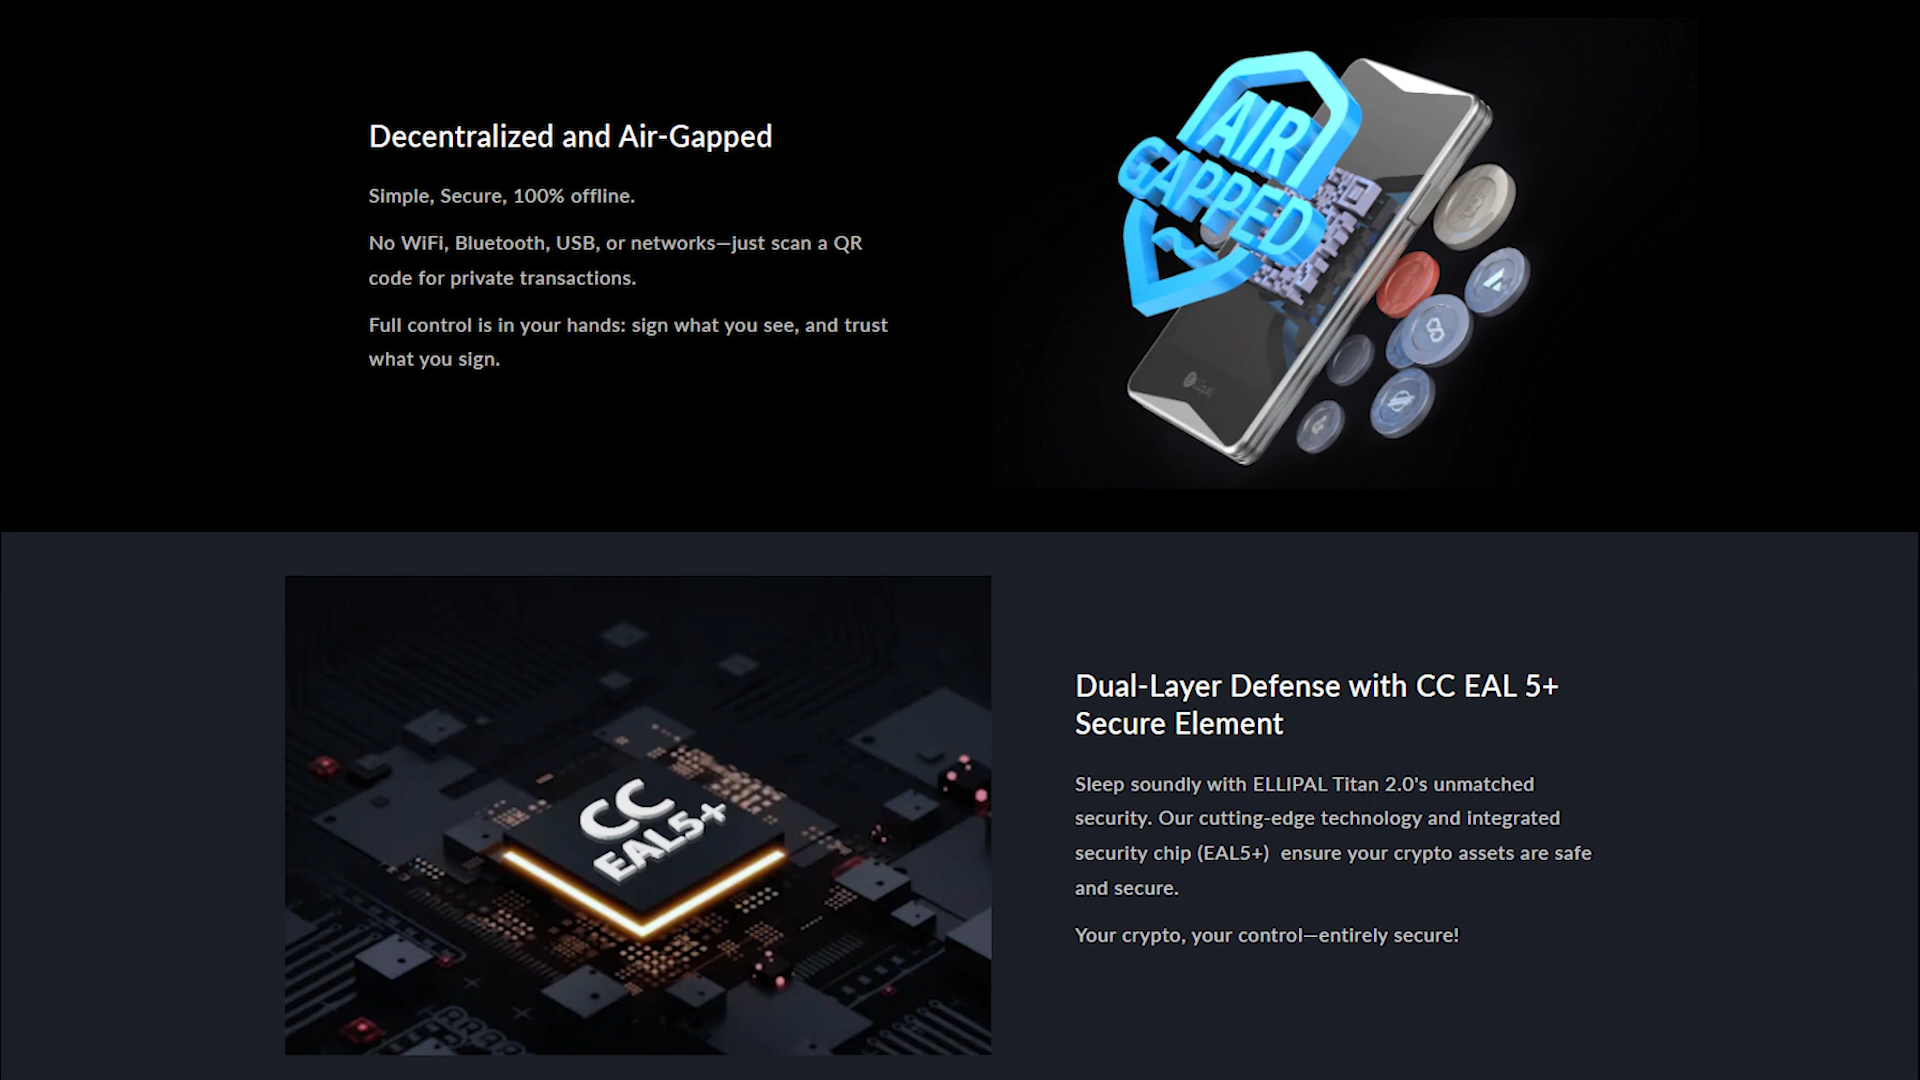 Decentralized and Air-Gapped
Simple, Secure, 100% offline.
No WiFi, Bluetooth, USB, or networks—just scan a QR
code for private transactions.
Full control is in your hands: sign what you see, and trust
what you sign.
AIR
GAPPED
Ellipal
CC
EAL5+
Dual-Layer Defense with CC EAL 5+
Secure Element
Sleep soundly with ELLIPAL Titan 2.0's unmatched
security. Our cutting-edge technology and integrated
security chip (EAL5+)  ensure your crypto assets are safe
and secure.
Your crypto, your control—entirely secure!